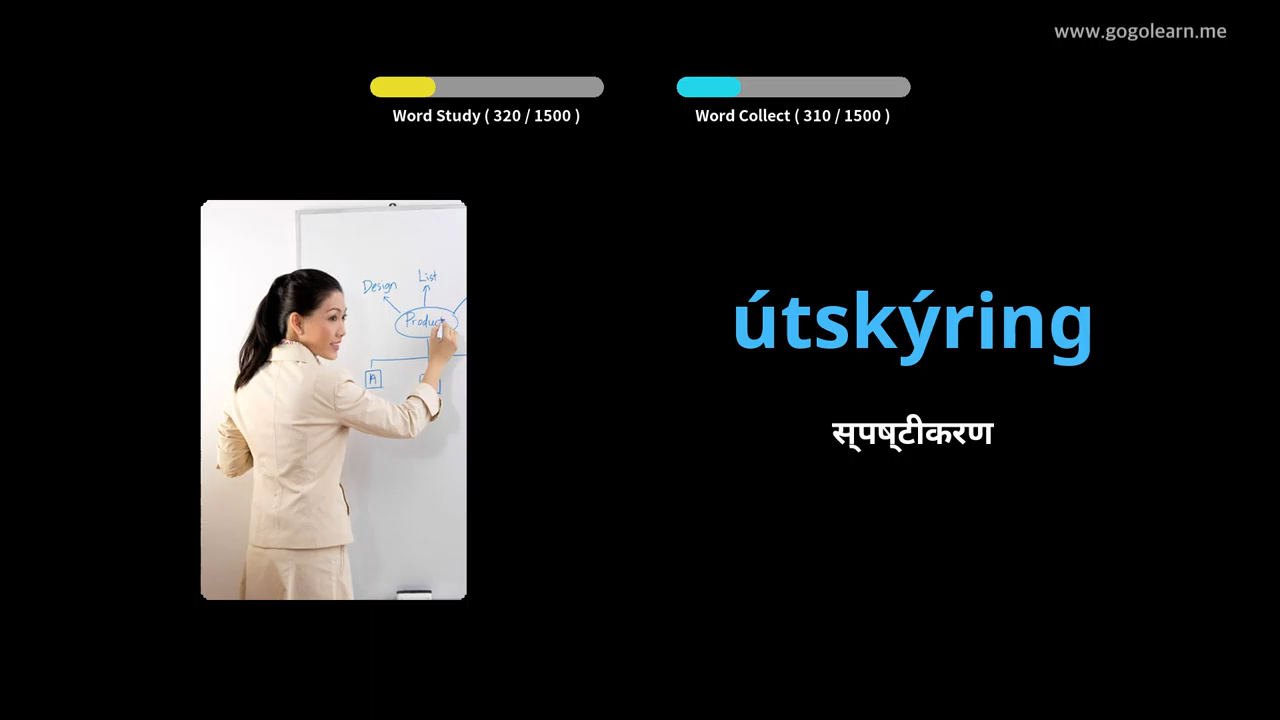 www.gogolearn.me
Word Study ( 320 / 1500 )
Word Collect ( 310 / 1500 )
Design
List
Product
A
útskýring
स्पष्टीकरण